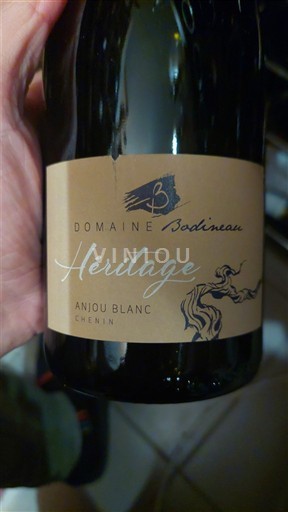 B
DOMAINE Bodineau
VINIOU
Héritage
ANJOU BLANC
CHENIN